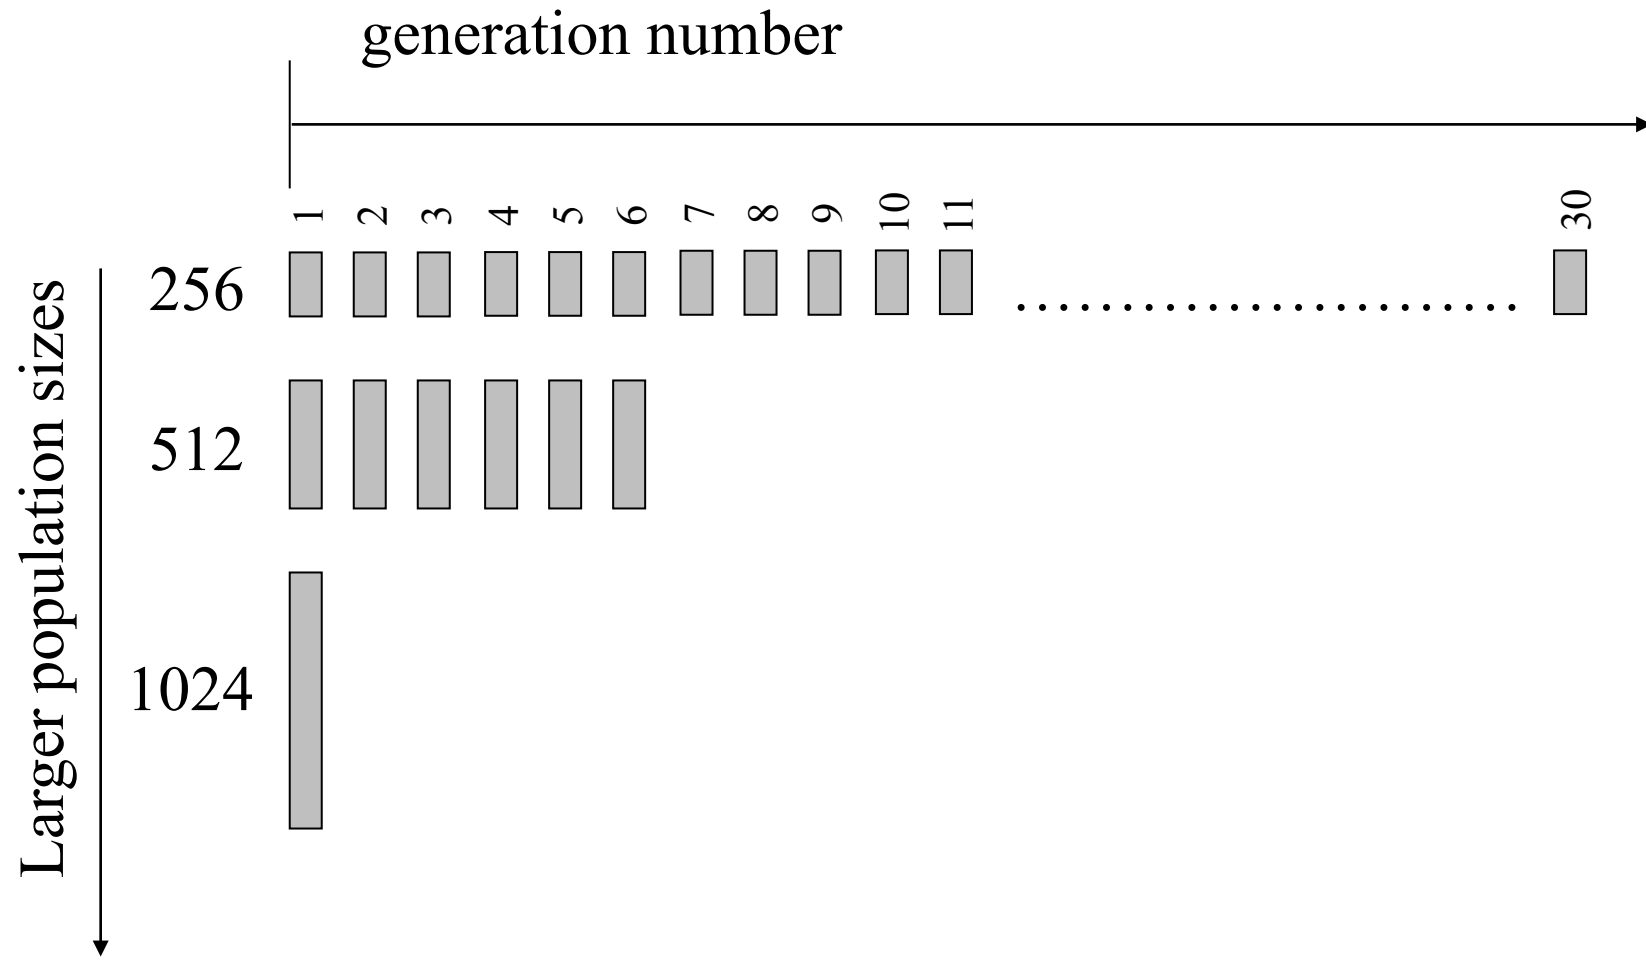 generation number
1 2 3 4 5 6 7 8 9 10 11 30
256 ........................
512
1024
Larger population sizes